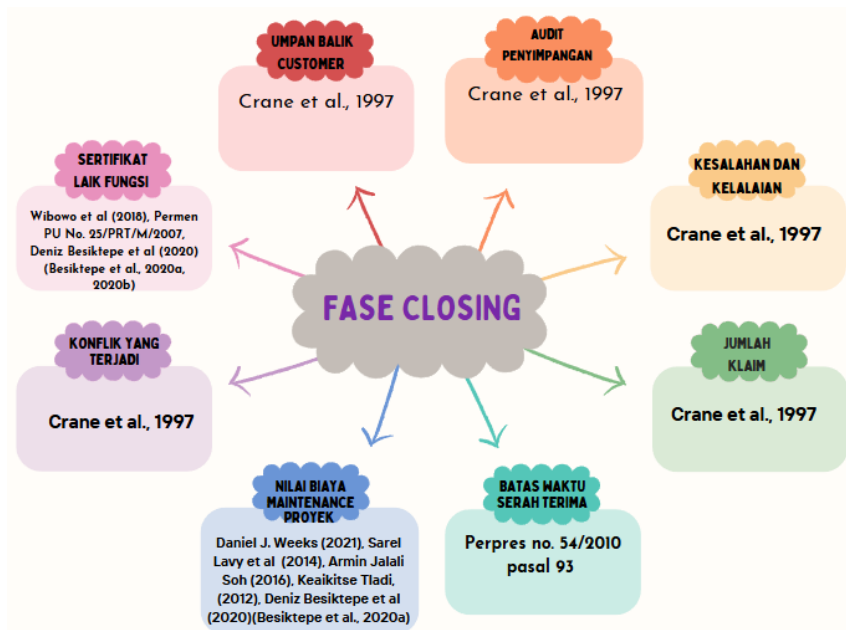 UMPAN BALIK
CUSTOMER
Crane et al., 1997
AUDIT
PENYIMPANGAN
Crane et al., 1997
SERTIFIKAT
LAIK FUNGSI
Wibowo et al (2018), Permen
PU No. 25/PRT/M/2007,
Deniz Besiktepe et al (2020)
(Besiktepe et al., 2020a,
2020b)
KESALAHAN DAN
KELALAIAN
Crane et al., 1997
FASE CLOSING
KONFLIK YANG
TERJADI
Crane et al., 1997
JUMLAH
KLAIM
Crane et al., 1997
NILAI BIAYA
MAINTENANCE
PROYEK
Daniel J. Weeks (2021), Sarel
Lavy et al (2014), Armin Jalali
Soh (2016), Keaikitse Tladi,
(2012), Deniz Besiktepe et al
(2020)(Besiktepe et al., 2020a)
BATAS WAKTU
SERAH TERIMA
Perpres no. 54/2010
pasal 93